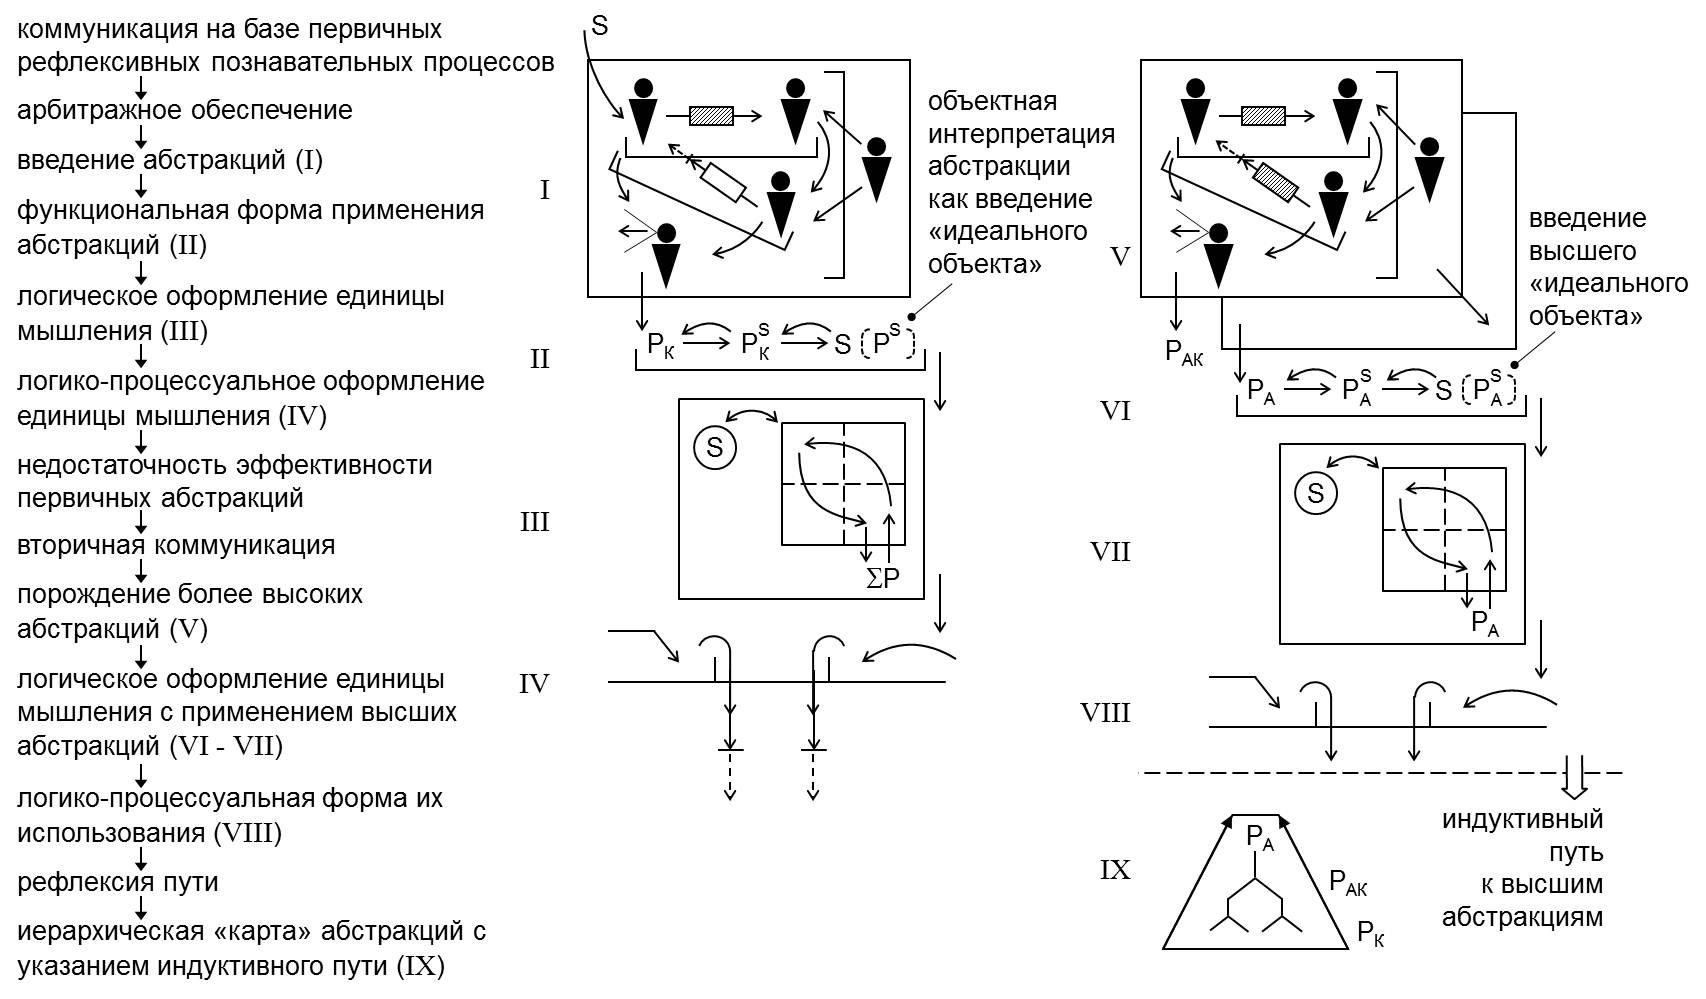 коммуникация на базе первичных
рефлексивных познавательных процессов
арбитражное обеспечение
введение абстракций (I)
функциональная форма применения
абстракций (II)
логическое оформление единицы
мышления (III)
логико-процессуальное оформление
единицы мышления (IV)
недостаточность эффективности
первичных абстракций
вторичная коммуникация
порождение более высоких
абстракций (V)
логическое оформление единицы
мышления с применением высших
абстракций (VI - VII)
логико-процессуальная форма их
использования (VIII)
рефлексия пути
иерархическая «карта» абстракций с
указанием индуктивного пути (IX)
S
I
объектная
интерпретация
абстракции
как введение
«идеального
объекта»
II
PК PКS S (PS)
III
S
ΣP
IV
V
PАК
введение
высшего
«идеального
объекта»
VI
PА PАS S (PАS)
VII
S
PА
VIII
IX
PА
PАК
PК
индуктивный
путь
к высшим
абстракциям